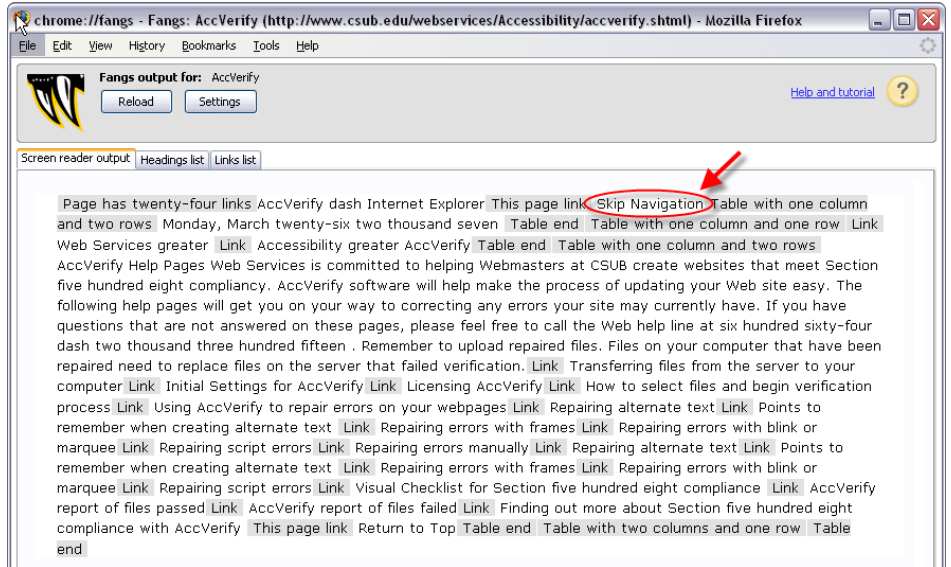 chrome://fangs - Fangs: AccVerify (http://www.csub.edu/webservices/Accessibility/accverify.shtml) - Mozilla Firefox
File Edit View History Bookmarks Tools Help
Fangs output for: AccVerify
Reload Settings
Help and tutorial ?
Screen reader output Headings list Links list
Page has twenty-four links AccVerify dash Internet Explorer This page link Skip Navigation Table with one column
and two rows Monday, March twenty-six two thousand seven Table end Table with one column and one row Link
Web Services greater Link Accessibility greater AccVerify Table end Table with one column and two rows
AccVerify Help Pages Web Services is committed to helping Webmasters at CSUB create websites that meet Section
five hundred eight compliancy. AccVerify software will help make the process of updating your Web site easy. The
following help pages will get you on your way to correcting any errors your site may currently have. If you have
questions that are not answered on these pages, please feel free to call the Web help line at six hundred sixty-four
dash two thousand three hundred fifteen . Remember to upload repaired files. Files on your computer that have been
repaired need to replace files on the server that failed verification. Link Transferring files from the server to your
computer Link Initial Settings for AccVerify Link Licensing AccVerify Link How to select files and begin verification
process Link Using AccVerify to repair errors on your webpages Link Repairing alternate text Link Points to
remember when creating alternate text Link Repairing errors with frames Link Repairing errors with blink or
marquee Link Repairing script errors Link Repairing errors manually Link Repairing alternate text Link Points to
remember when creating alternate text Link Repairing errors with frames Link Repairing errors with blink or
marquee Link Repairing script errors Link Visual Checklist for Section five hundred eight compliance Link AccVerify
report of files passed Link AccVerify report of files failed Link Finding out more about Section five hundred eight
compliance with AccVerify This page link Return to Top Table end Table with two columns and one row Table
end